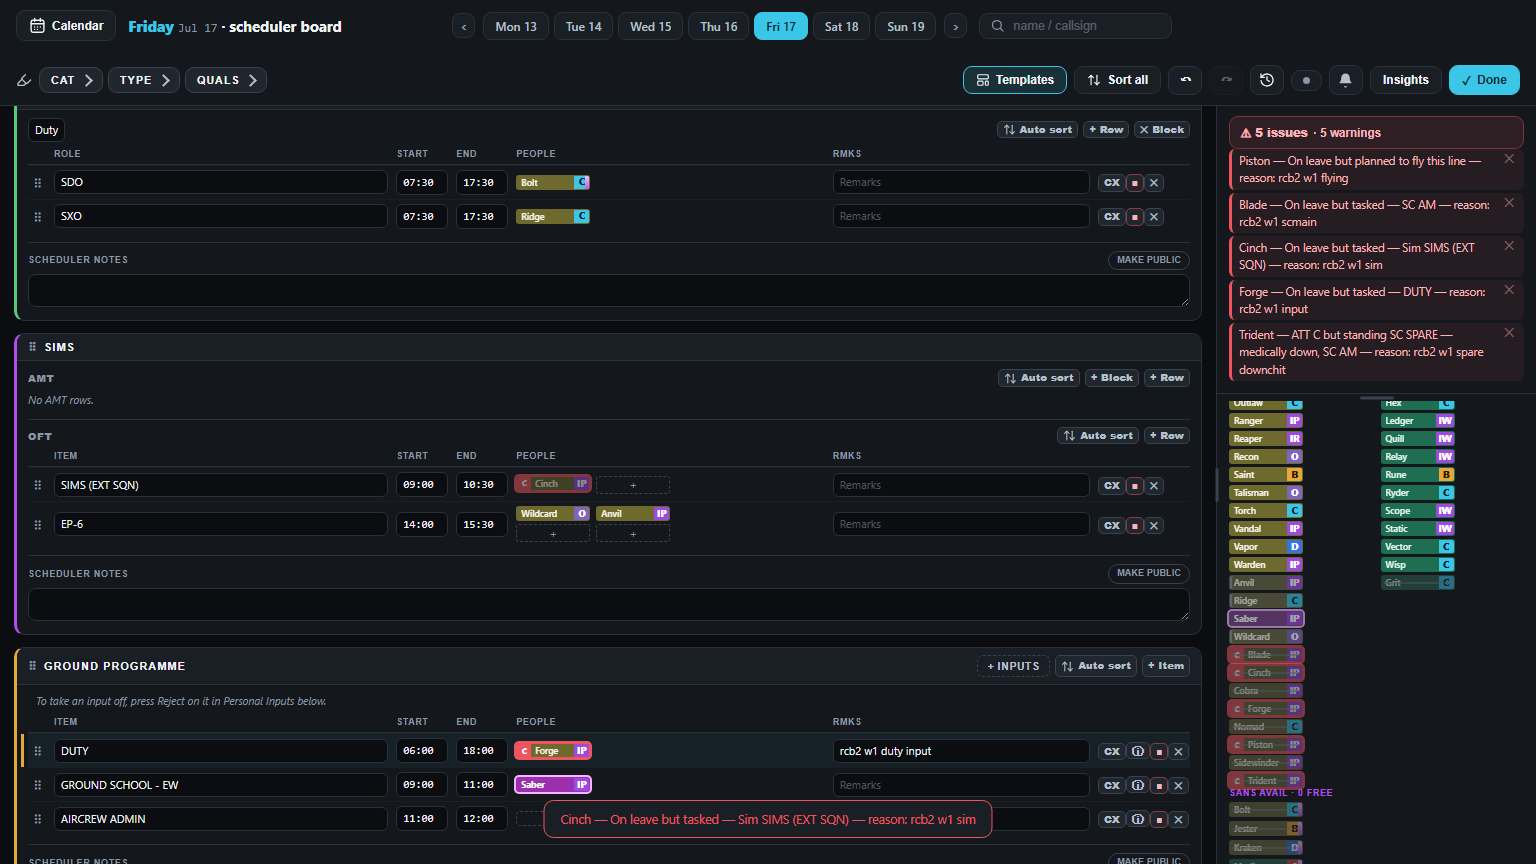 Calendar
Friday Jul 17 · scheduler board
‹
Mon 13
Tue 14
Wed 15
Thu 16
Fri 17
Sat 18
Sun 19
›
name / callsign
CAT
TYPE
QUALS
Templates
Sort all
Insights
✓ Done
Duty
Auto sort
+ Row
✕ Block
ROLE START END PEOPLE RMKS
SDO 07:30 17:30 Bolt C Remarks CX
SXO 07:30 17:30 Ridge C Remarks CX
SCHEDULER NOTES
MAKE PUBLIC
SIMS
AMT
Auto sort
+ Block
+ Row
No AMT rows.
OFT
Auto sort
+ Row
ITEM START END PEOPLE RMKS
SIMS (EXT SQN) 09:00 10:30 C Cinch IP + Remarks CX
EP-6 14:00 15:30 Wildcard O Anvil IP Remarks CX
+ +
SCHEDULER NOTES
MAKE PUBLIC
GROUND PROGRAMME
+ INPUTS
Auto sort
+ Item
To take an input off, press Reject on it in Personal Inputs below.
ITEM START END PEOPLE RMKS
DUTY 06:00 18:00 C Forge IP rcb2 w1 duty input CX
GROUND SCHOOL - EW 09:00 11:00 Saber IP Remarks CX
AIRCREW ADMIN 11:00 12:00 CX
Cinch — On leave but tasked — Sim SIMS (EXT SQN) — reason: rcb2 w1 sim
SCHEDULER NOTES
MAKE PUBLIC
⚠ 5 issues · 5 warnings
Piston — On leave but planned to fly this line —
reason: rcb2 w1 flying
Blade — On leave but tasked — SC AM — reason:
rcb2 w1 scmain
Cinch — On leave but tasked — Sim SIMS (EXT
SQN) — reason: rcb2 w1 sim
Forge — On leave but tasked — DUTY — reason:
rcb2 w1 input
Trident — ATT C but standing SC SPARE —
medically down, SC AM — reason: rcb2 w1 spare
downchit
Outlaw C
Ranger IP
Reaper IR
Recon O
Saint B
Talisman O
Torch C
Vandal IP
Vapor D
Warden IP
Anvil IP
Ridge C
Saber IP
Wildcard O
C Blade IP
C Cinch IP
Cobra IP
C Forge IP
Nomad C
C Piston IP
Sidewinder IP
C Trident IP
SANS AVAIL · 0 FREE
Bolt C
Jester B
Kraken D
Hex C
Ledger IW
Quill IW
Relay IW
Rune B
Ryder C
Scope IW
Static IW
Vector C
Wisp C
Grit C